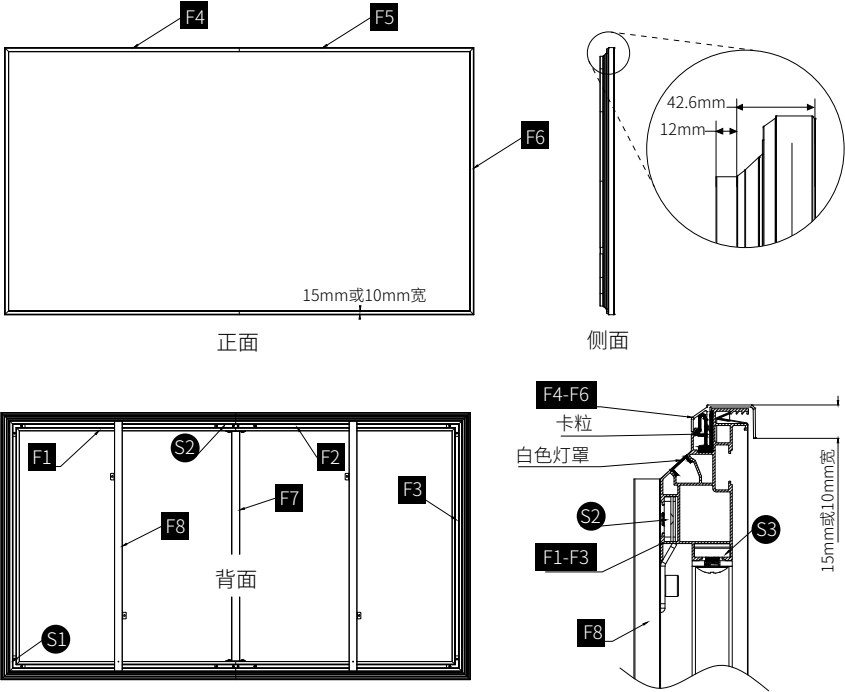 F4
F5
F6
15mm或10mm宽
正面
42.6mm
12mm
侧面
F1
S2
F2
F3
F7
F8
背面
S1
F4-F6
卡粒
白色灯罩
S2
S3
F1-F3
F8
15mm或10mm宽